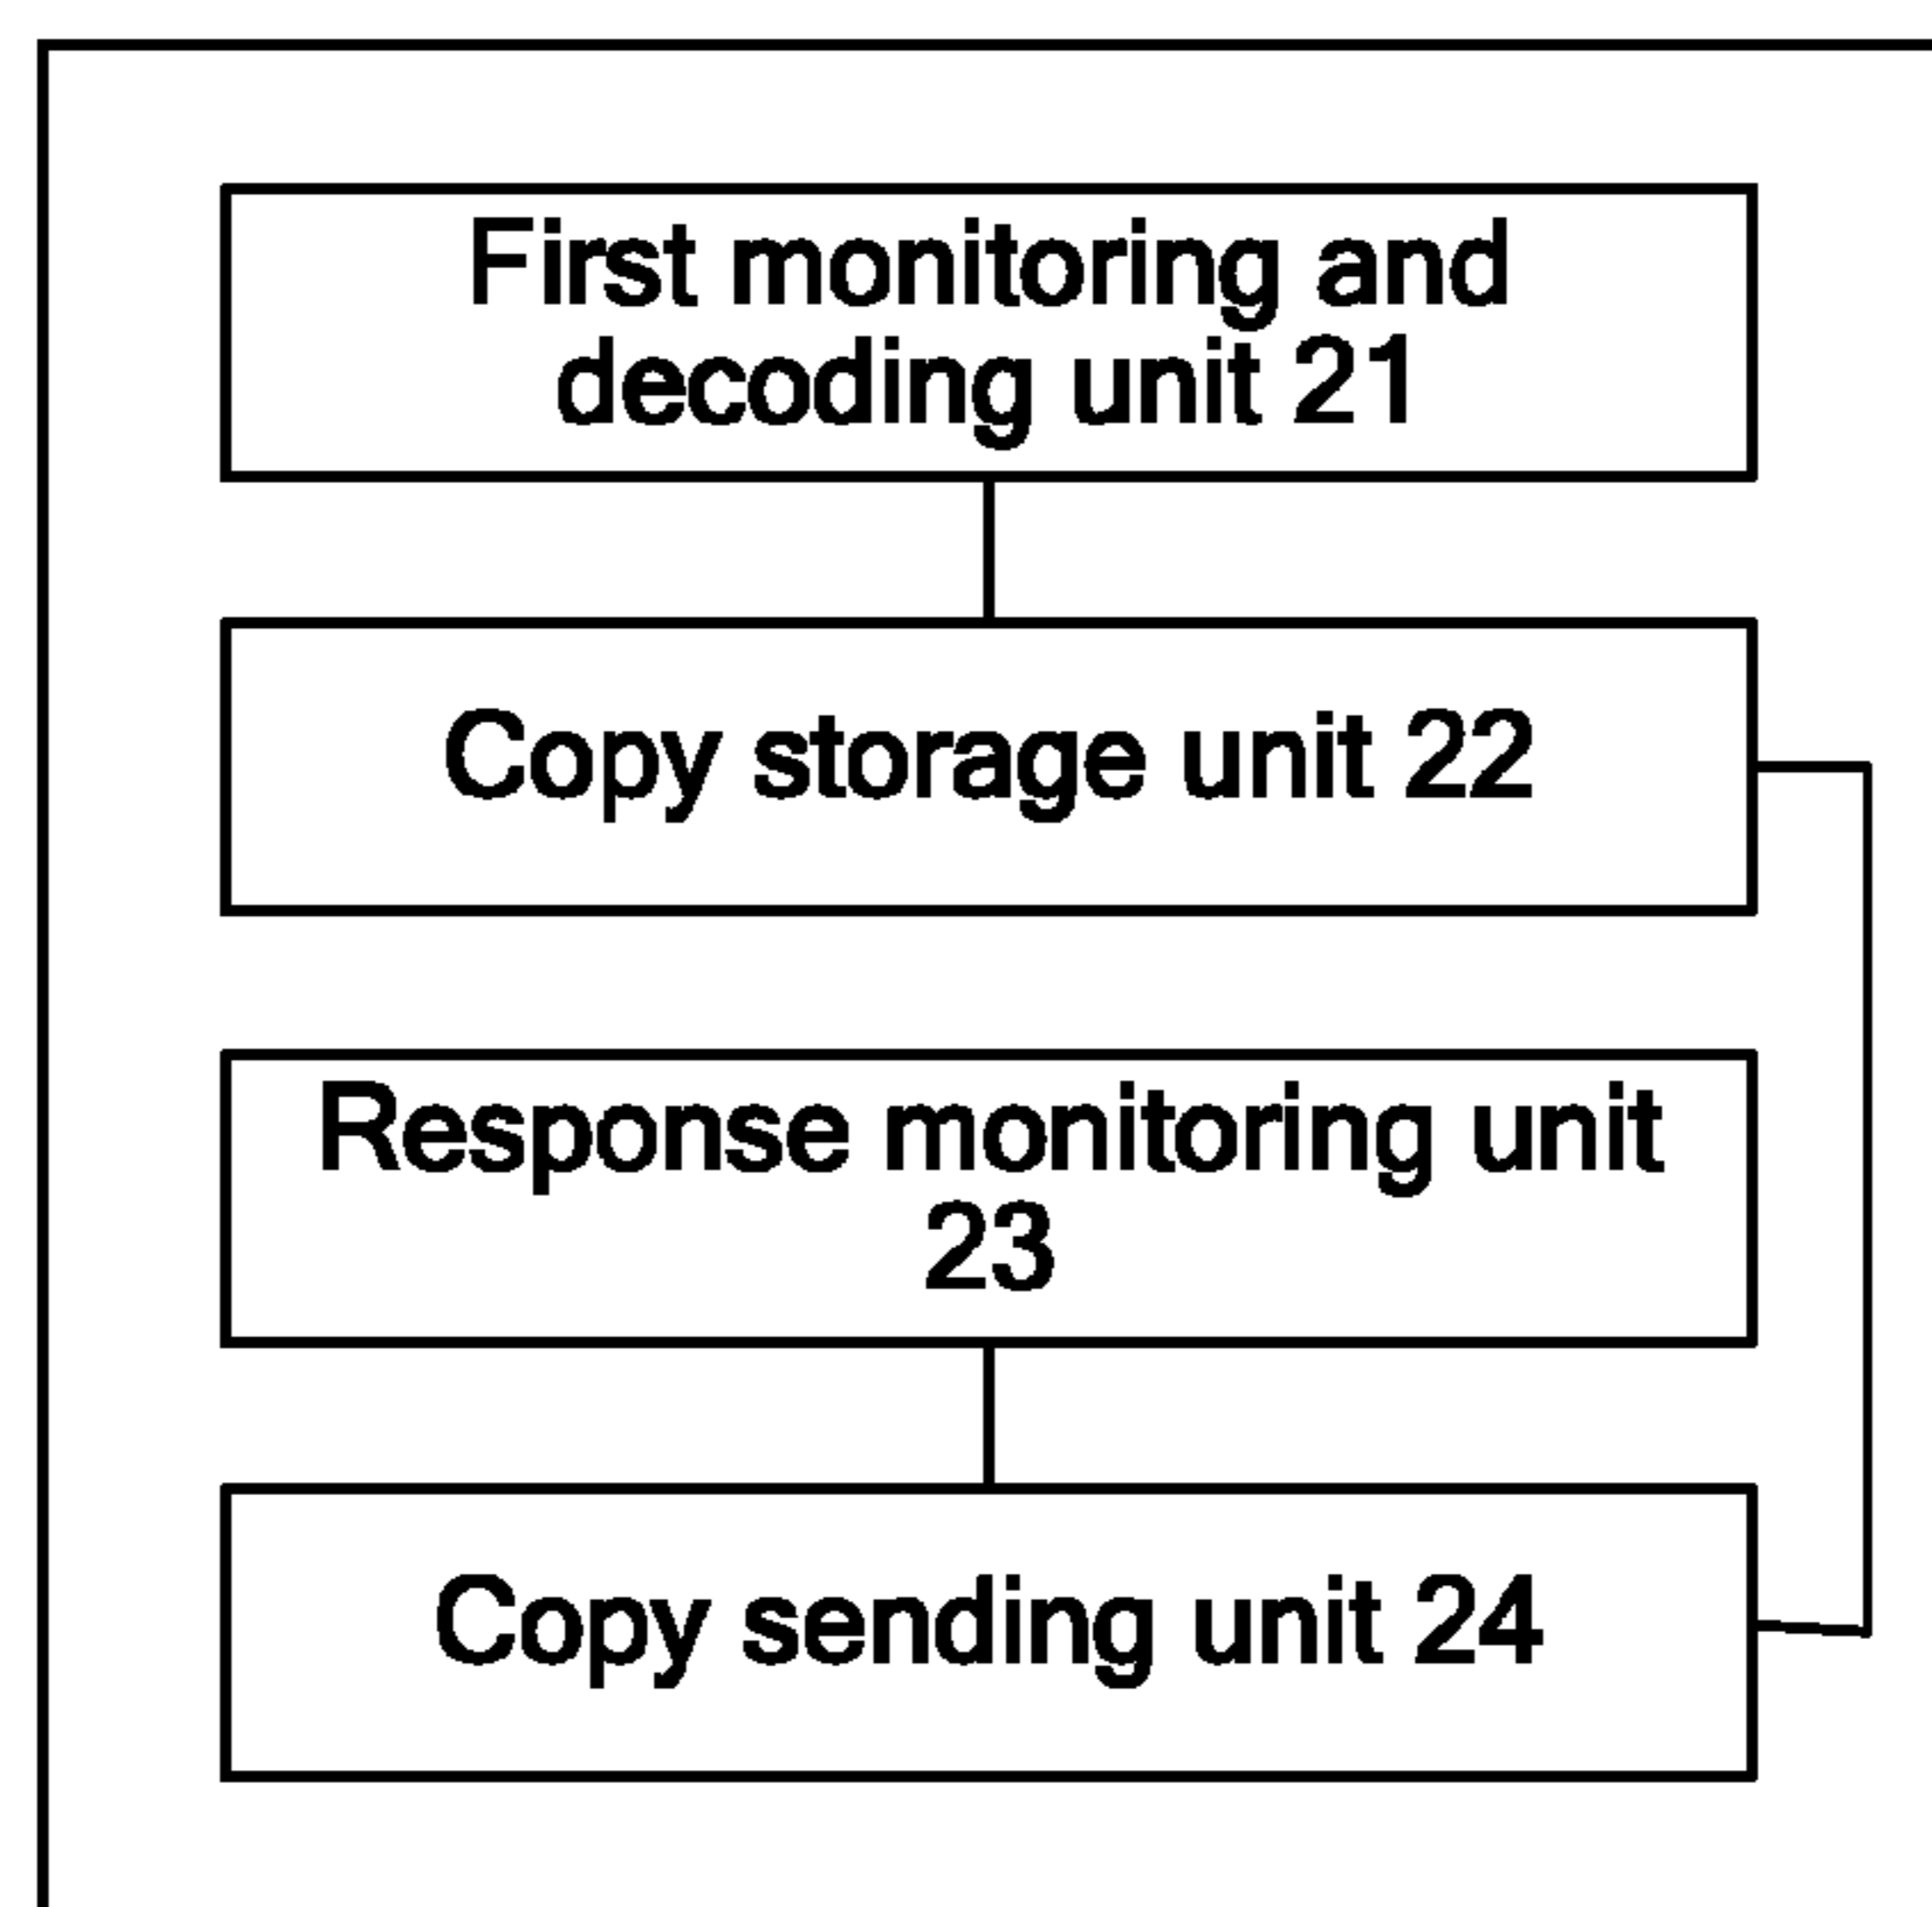 First monitoring and
decoding unit 21
Copy storage unit 22
Response monitoring unit
23
Copy sending unit 24